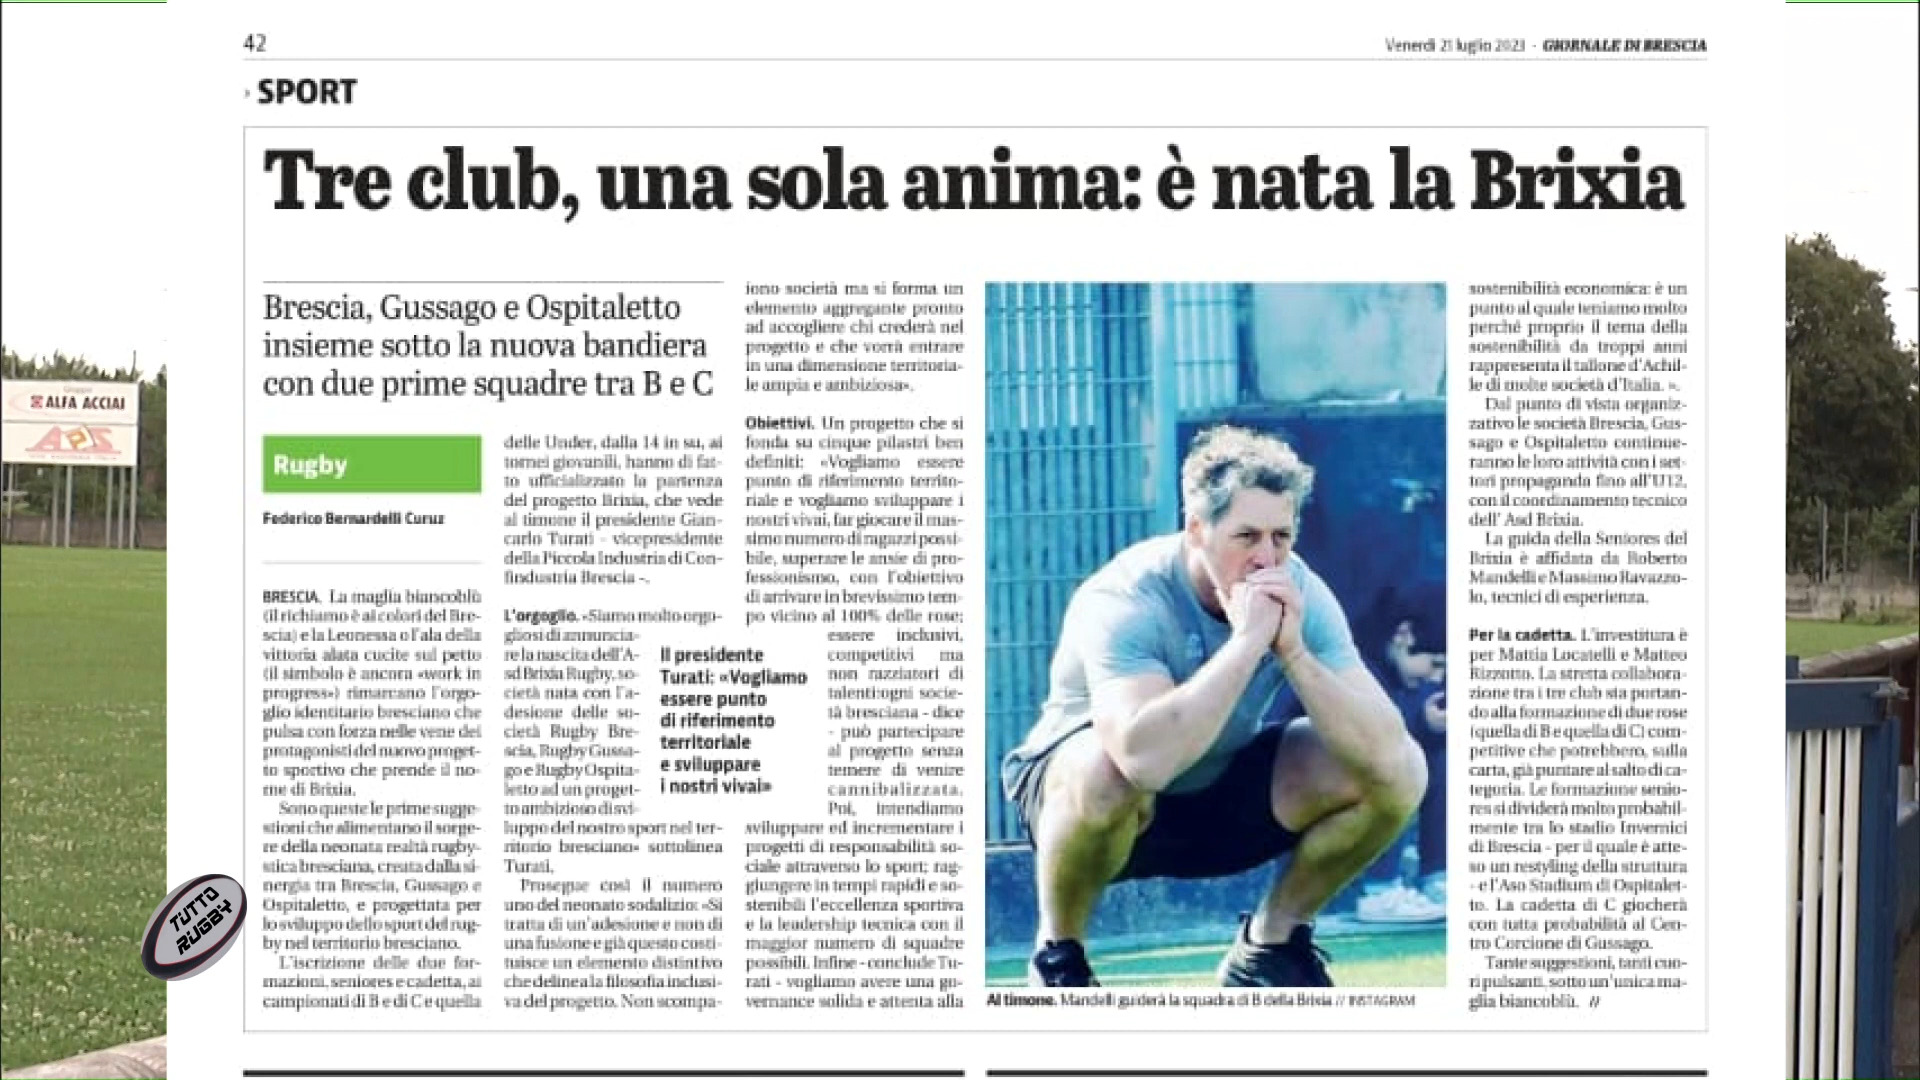 42
Venerdì 21 luglio 2023 - GIORNALE DI BRESCIA
› SPORT
Tre club, una sola anima: è nata la Brixia
Brescia, Gussago e Ospitaletto
insieme sotto la nuova bandiera
con due prime squadre tra B e C
Rugby
Federico Bernardelli Curuz
BRESCIA. La maglia biancoblù
(il richiamo è ai colori del Bre-
scia) e la Leonessa o l'ala della
vittoria alata cucite sul petto
(il simbolo è ancora «work in
progress») rimarcano l'orgo-
glio identitario bresciano che
pulsa con forza nelle vene dei
protagonisti del nuovo proget-
to sportivo che prende il no-
me di Brixia.
Sono queste le prime sugge-
stioni che alimentano il sorge-
re della neonata realtà rugby-
stica bresciana, creata dalla si-
nergia tra Brescia, Gussago e
Ospitaletto, e progettata per
lo sviluppo dello sport del rug-
by nel territorio bresciano.
L'iscrizione delle due for-
mazioni, seniores e cadetta, ai
campionati di B e di C e quella
delle Under, dalla 14 in su, ai
tornei giovanili, hanno di fat-
to ufficializzato la partenza
del progetto Brixia, che vede
al timone il presidente Gian-
carlo Turati - vicepresidente
della Piccola Industria di Con-
findustria Brescia -.
L'orgoglio. «Siamo molto orgo-
gliosi di annuncia-
re la nascita dell'A-
sd Brixia Rugby, so-
cietà nata con l'a-
desione delle so-
cietà Rugby Bre-
scia, Rugby Gussa-
go e Rugby Ospita-
letto ad un proget-
to ambizioso di svi-
luppo del nostro sport nel ter-
ritorio bresciano» sottolinea
Turati.
Prosegue così il numero
uno del neonato sodalizio: «Si
tratta di un'adesione e non di
una fusione e già questo costi-
tuisce un elemento distintivo
che delinea la filosofia inclusi-
va del progetto. Non scompa-
Il presidente
Turati: «Vogliamo
essere punto
di riferimento
territoriale
e sviluppare
i nostri vivai»
iono società ma si forma un
elemento aggregante pronto
ad accogliere chi crederà nel
progetto e che vorrà entrare
in una dimensione territoria-
le ampia e ambiziosa».
Obiettivi. Un progetto che si
fonda su cinque pilastri ben
definiti: «Vogliamo essere
punto di riferimento territo-
riale e vogliamo sviluppare i
nostri vivai, far giocare il mas-
simo numero di ragazzi possi-
bile, superare le ansie di pro-
fessionismo, con l'obiettivo
di arrivare in brevissimo tem-
po vicino al 100% delle rose;
essere inclusivi,
competitivi ma
non razziatori di
talenti: ogni socie-
tà bresciana - dice
- può partecipare
al progetto senza
temere di venire
cannibalizzata.
Poi, intendiamo
sviluppare ed incrementare i
progetti di responsabilità so-
ciale attraverso lo sport; rag-
giungere in tempi rapidi e so-
stenibili l'eccellenza sportiva
e la leadership tecnica con il
maggior numero di squadre
possibili. Infine - conclude Tu-
rati - vogliamo avere una go-
vernance solida e attenta alla
Al timone. Mandelli guiderà la squadra di B della Brixia // INSTAGRAM
sostenibilità economica: è un
punto al quale teniamo molto
perché proprio il tema della
sostenibilità da troppi anni
rappresenta il tallone d'Achil-
le di molte società d'Italia. ».
Dal punto di vista organiz-
zativo le società Brescia, Gus-
sago e Ospitaletto continue-
ranno le loro attività con i set-
tori propaganda fino all'U12,
con il coordinamento tecnico
dell' Asd Brixia.
La guida della Seniores del
Brixia è affidata da Roberto
Mandelli e Massimo Ravazzo-
lo, tecnici di esperienza.
Per la cadetta. L'investitura è
per Mattia Locatelli e Matteo
Rizzotto. La stretta collabora-
zione tra i tre club sta portan-
do alla formazione di due rose
(quella di B e quella di C) com-
petitive che potrebbero, sulla
carta, già puntare al salto di ca-
tegoria. Le formazione senio-
res si dividerà molto probabil-
mente tra lo stadio Invernici
di Brescia - per il quale è atte-
so un restyling della struttura
- e l'Aso Stadium di Ospitalet-
to. La cadetta di C giocherà
con tutta probabilità al Cen-
tro Corcione di Gussago.
Tante suggestioni, tanti cuo-
ri pulsanti, sotto un'unica ma-
glia biancoblù. //
Gruppo
ALFA ACCIAI
TUTTO
RUGBY